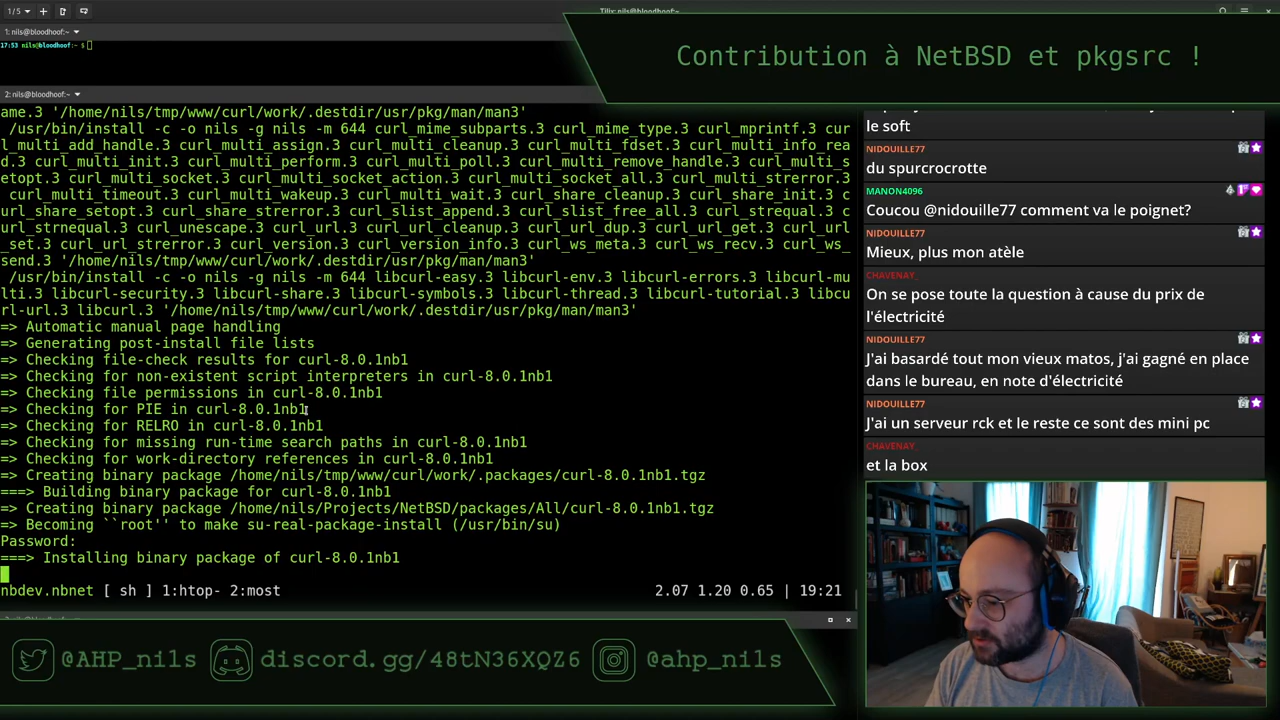 1/5
Tilix: nils@bloodhoof:~
1: nils@bloodhoof:~
17:53 nils@bloodhoof:~ $
2: nils@bloodhoof:~
ame.3 '/home/nils/tmp/www/curl/work/.destdir/usr/pkg/man/man3'
/usr/bin/install -c -o nils -g nils -m 644 curl_mime_subparts.3 curl_mime_type.3 curl_mprintf.3 cur
l_multi_add_handle.3 curl_multi_assign.3 curl_multi_cleanup.3 curl_multi_fdset.3 curl_multi_info_rea
d.3 curl_multi_init.3 curl_multi_perform.3 curl_multi_poll.3 curl_multi_remove_handle.3 curl_multi_s
etopt.3 curl_multi_socket.3 curl_multi_socket_action.3 curl_multi_socket_all.3 curl_multi_strerror.3
curl_multi_timeout.3 curl_multi_wakeup.3 curl_multi_wait.3 curl_share_cleanup.3 curl_share_init.3 c
url_share_setopt.3 curl_share_strerror.3 curl_slist_append.3 curl_slist_free_all.3 curl_strequal.3 c
url_strnequal.3 curl_unescape.3 curl_url.3 curl_url_cleanup.3 curl_url_dup.3 curl_url_get.3 curl_url
_set.3 curl_url_strerror.3 curl_version.3 curl_version_info.3 curl_ws_meta.3 curl_ws_recv.3 curl_ws_
send.3 '/home/nils/tmp/www/curl/work/.destdir/usr/pkg/man/man3'
/usr/bin/install -c -o nils -g nils -m 644 libcurl-easy.3 libcurl-env.3 libcurl-errors.3 libcurl-mu
lti.3 libcurl-security.3 libcurl-share.3 libcurl-symbols.3 libcurl-thread.3 libcurl-tutorial.3 libcu
rl-url.3 libcurl.3 '/home/nils/tmp/www/curl/work/.destdir/usr/pkg/man/man3'
=> Automatic manual page handling
=> Generating post-install file lists
=> Checking file-check results for curl-8.0.1nb1
=> Checking for non-existent script interpreters in curl-8.0.1nb1
=> Checking file permissions in curl-8.0.1nb1
=> Checking for PIE in curl-8.0.1nb1
=> Checking for RELRO in curl-8.0.1nb1
=> Checking for missing run-time search paths in curl-8.0.1nb1
=> Checking for work-directory references in curl-8.0.1nb1
=> Creating binary package /home/nils/tmp/www/curl/work/.packages/curl-8.0.1nb1.tgz
===> Building binary package for curl-8.0.1nb1
=> Creating binary package /home/nils/Projects/NetBSD/packages/All/curl-8.0.1nb1.tgz
=> Becoming ``root'' to make su-real-package-install (/usr/bin/su)
Password:
===> Installing binary package of curl-8.0.1nb1
nbdev.nbnet [ sh ] 1:htop- 2:most 2.07 1.20 0.65 | 19:21
@AHP_nils discord.gg/48tN36XQZ6 @ahp_nils
Contribution à NetBSD et pkgsrc !
le soft
NIDOUILLE77
du spurcrocrotte
MANON4096
Coucou @nidouille77 comment va le poignet?
NIDOUILLE77
Mieux, plus mon atèle
CHAVENAY_
On se pose toute la question à cause du prix de
l'électricité
NIDOUILLE77
J'ai basardé tout mon vieux matos, j'ai gagné en place
dans le bureau, en note d'électricité
NIDOUILLE77
J'ai un serveur rck et le reste ce sont des mini pc
CHAVENAY_
et la box